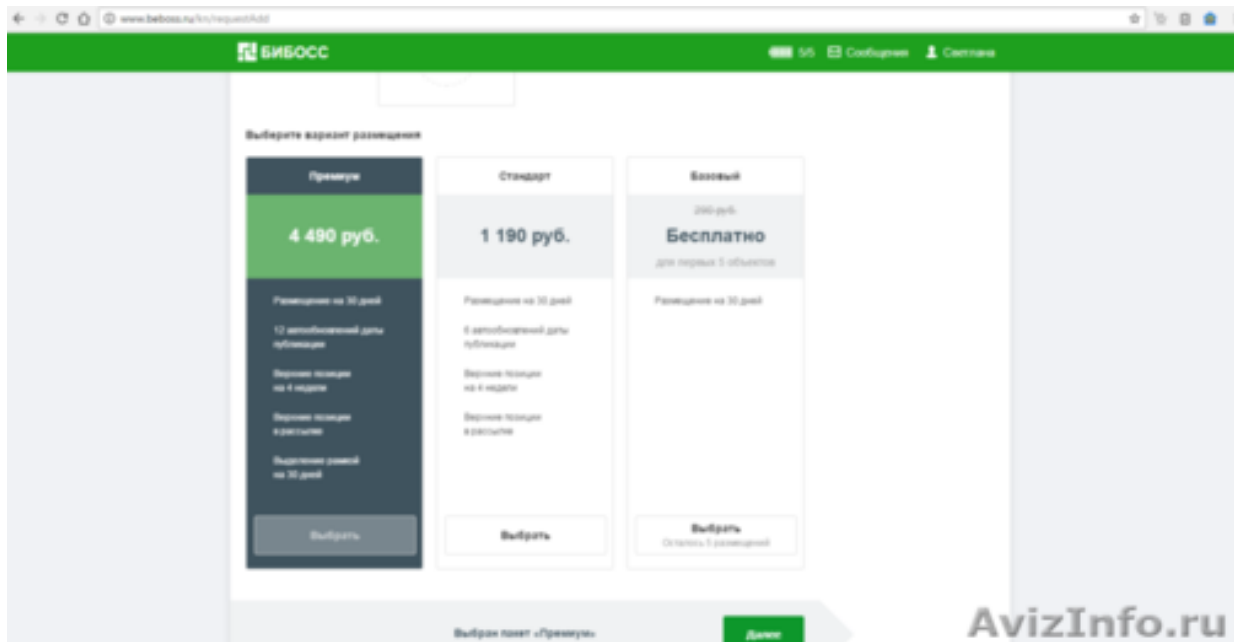 www.beboss.ru/kn/requestAdd
БИБОСС
5/5 Сообщения Светлана
Выберите вариант размещения
Премиум
4 490 руб.
Размещение на 30 дней
12 автообновлений даты
публикации
Верхние позиции
на 4 недели
Верхние позиции
в рассылке
Выделение рамкой
на 30 дней
Выбрать
Стандарт
1 190 руб.
Размещение на 30 дней
6 автообновлений даты
публикации
Верхние позиции
на 4 недели
Верхние позиции
в рассылке
Выбрать
Базовый
290 руб.
Бесплатно
для первых 5 объектов
Размещение на 30 дней
Выбрать
Осталось 5 размещений
Выбран пакет «Премиум»
Далее
AvizInfo.ru